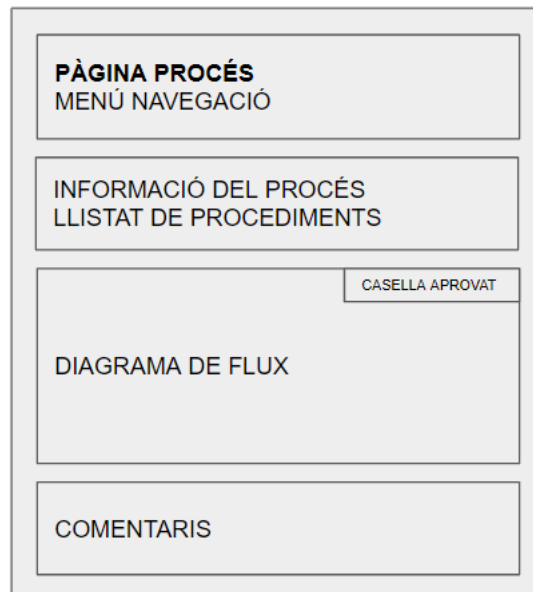 PÀGINA PROCÉS
MENÚ NAVEGACIÓ
INFORMACIÓ DEL PROCÉS
LLISTAT DE PROCEDIMENTS
CASELLA APROVAT
DIAGRAMA DE FLUX
COMENTARIS